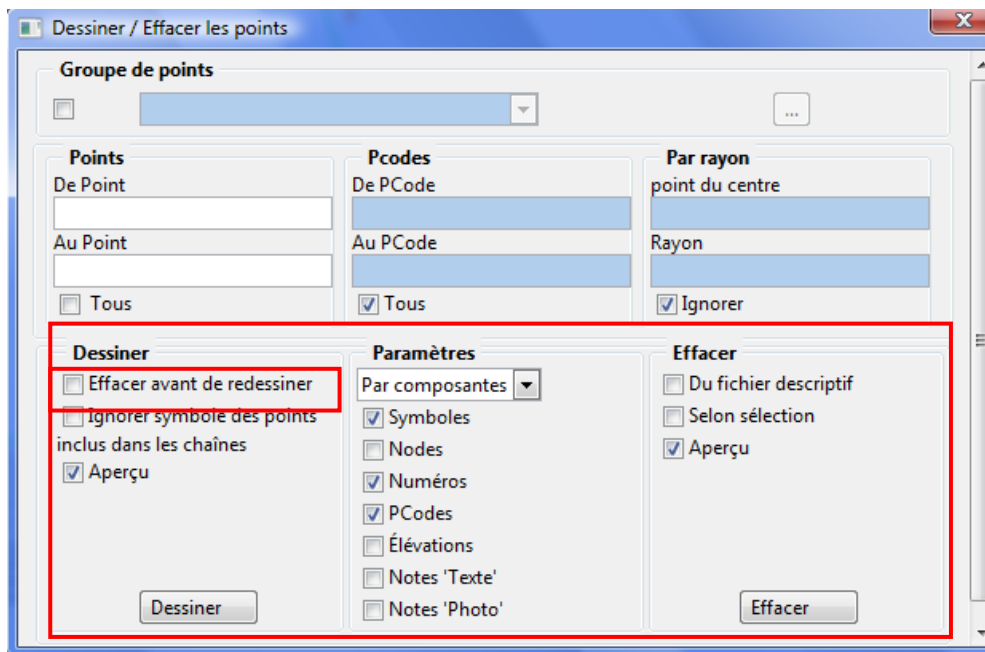 Dessiner / Effacer les points
Groupe de points
...
Points
De Point
Au Point
Tous
Pcodes
De PCode
Au PCode
Tous
Par rayon
point du centre
Rayon
Ignorer
Dessiner
Effacer avant de redessiner
Ignorer symbole des points
inclus dans les chaînes
Aperçu
Dessiner
Paramètres
Par composantes
Symboles
Nodes
Numéros
PCodes
Élévations
Notes 'Texte'
Notes 'Photo'
Effacer
Du fichier descriptif
Selon sélection
Aperçu
Effacer